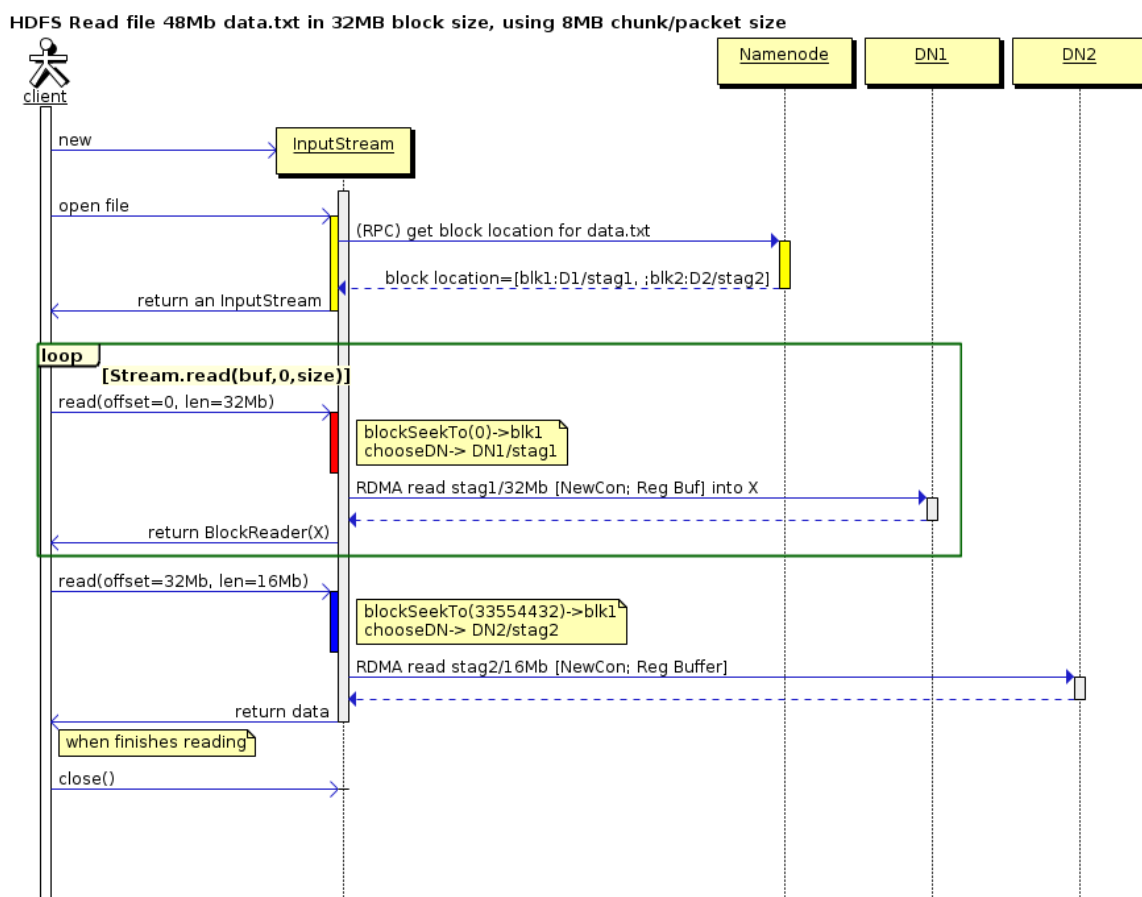 HDFS Read file 48Mb data.txt in 32MB block size, using 8MB chunk/packet size
client
Namenode
DN1
DN2
new
InputStream
open file
(RPC) get block location for data.txt
block location=[blk1:D1/stag1, ;blk2:D2/stag2]
return an InputStream
loop
[Stream.read(buf,0,size)]
read(offset=0, len=32Mb)
blockSeekTo(0)->blk1
chooseDN-> DN1/stag1
RDMA read stag1/32Mb [NewCon; Reg Buf] into X
return BlockReader(X)
read(offset=32Mb, len=16Mb)
blockSeekTo(33554432)->blk1
chooseDN-> DN2/stag2
RDMA read stag2/16Mb [NewCon; Reg Buffer]
return data
when finishes reading
close()